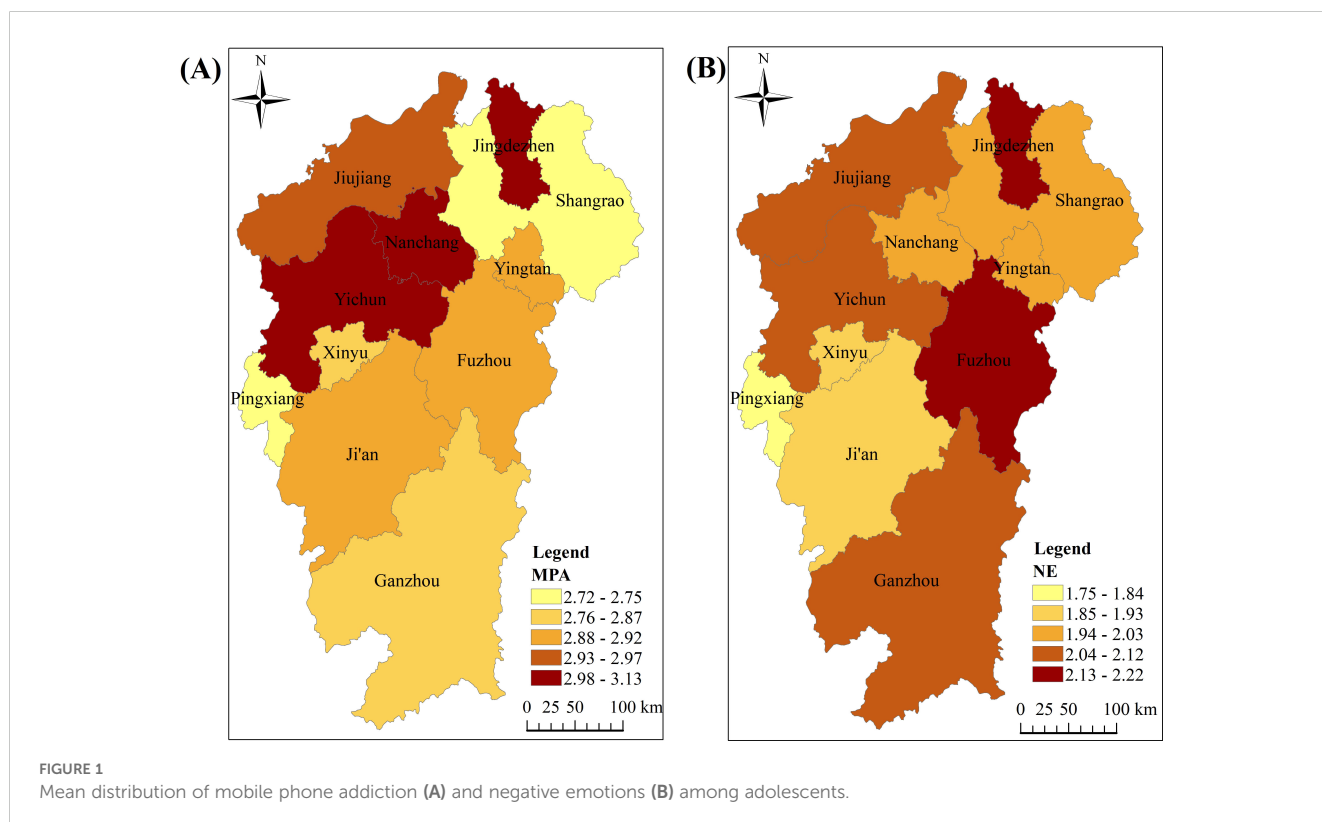 (A)
N
Jiujiang
Jingdezhen
Shangrao
Nanchang
Yingtan
Yichun
Xinyu
Fuzhou
Pingxiang
Ji'an
Ganzhou
Legend
MPA
2.72 - 2.75
2.76 - 2.87
2.88 - 2.92
2.93 - 2.97
2.98 - 3.13
0 25 50 100 km
(B)
N
Jiujiang
Jingdezhen
Shangrao
Nanchang
Yingtan
Yichun
Xinyu
Fuzhou
Pingxiang
Ji'an
Ganzhou
Legend
NE
1.75 - 1.84
1.85 - 1.93
1.94 - 2.03
2.04 - 2.12
2.13 - 2.22
0 25 50 100 km
FIGURE 1
Mean distribution of mobile phone addiction (A) and negative emotions (B) among adolescents.